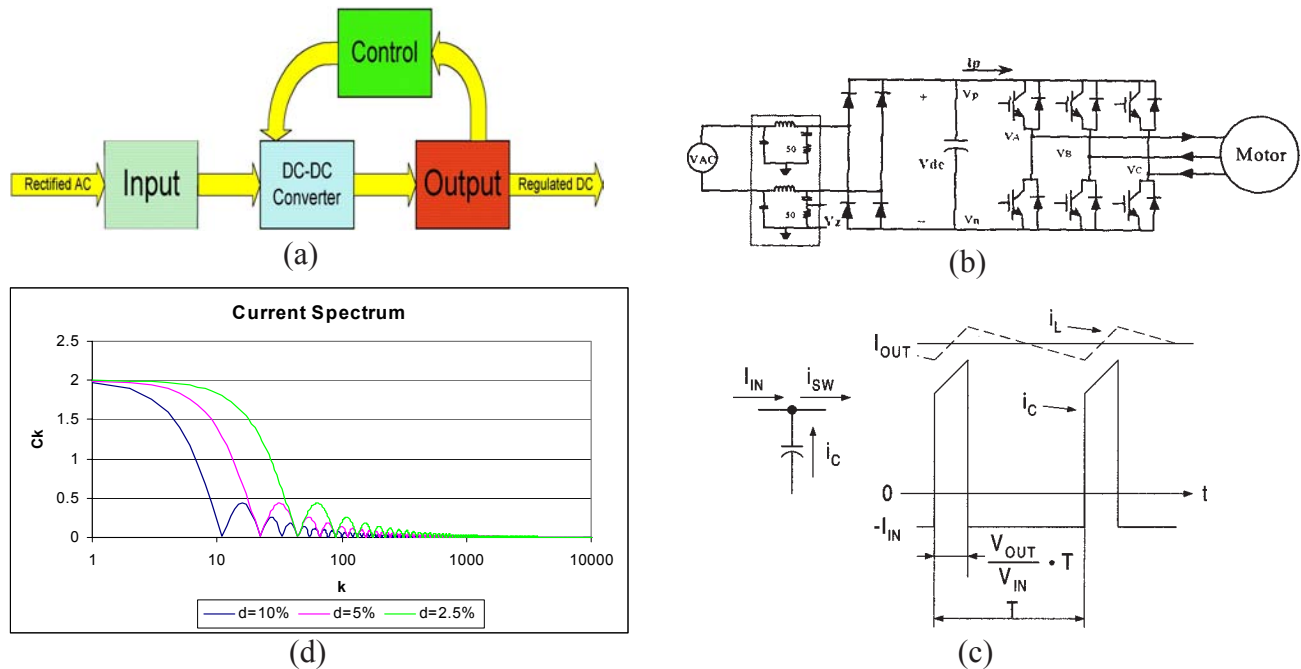 Control
Rectified AC
Input
DC-DC
Converter
Output
Regulated DC
(a)
Ip
+
Vp
VA
50
VAC
Vdc
VB
Motor
VC
50
Vz
−
Vn
(b)
Current Spectrum
2.5
2
1.5
1
0.5
0
Ck
1
10
100
1000
10000
k
d=10%
d=5%
d=2.5%
(d)
iL
IOUT
IIN
iSW
iC
iC
0
t
-IIN
VOUT
VIN
• T
T
(c)